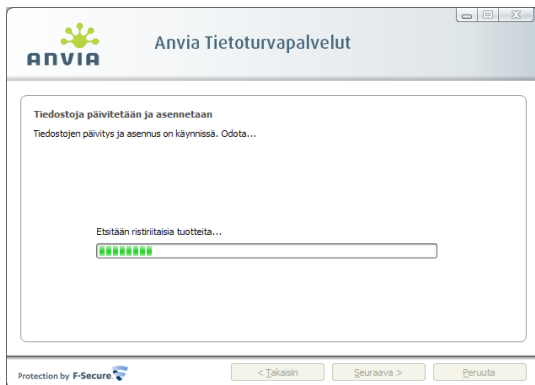 ANVIA
Anvia Tietoturvapalvelut
Tiedostoja päivitetään ja asennetaan
Tiedostojen päivitys ja asennus on käynnissä. Odota...
Etsitään ristiriitaisia tuotteita...
Protection by F-Secure
< Takaisin
Seuraava >
Peruuta